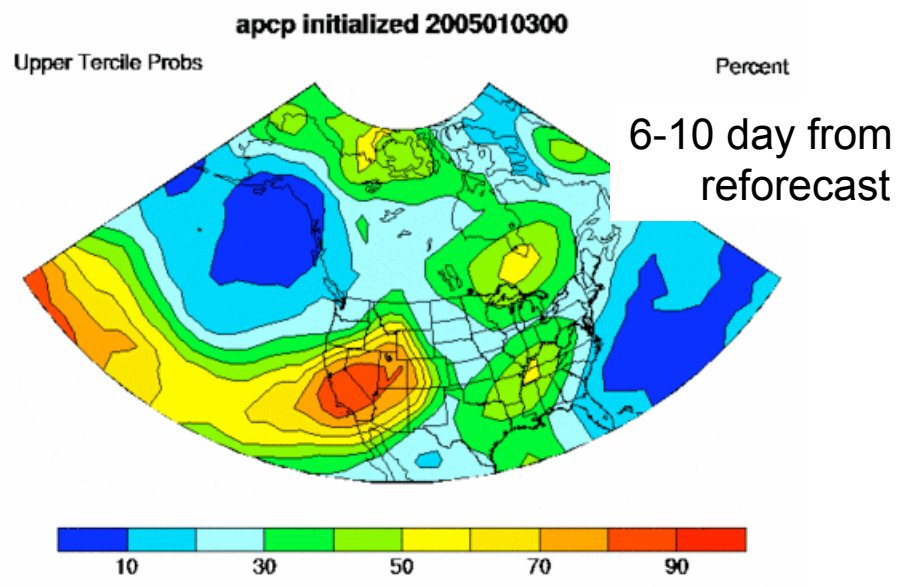 apcp initialized 2005010300
Upper Tercile Probs
Percent
6-10 day from
reforecast
10 30 50 70 90